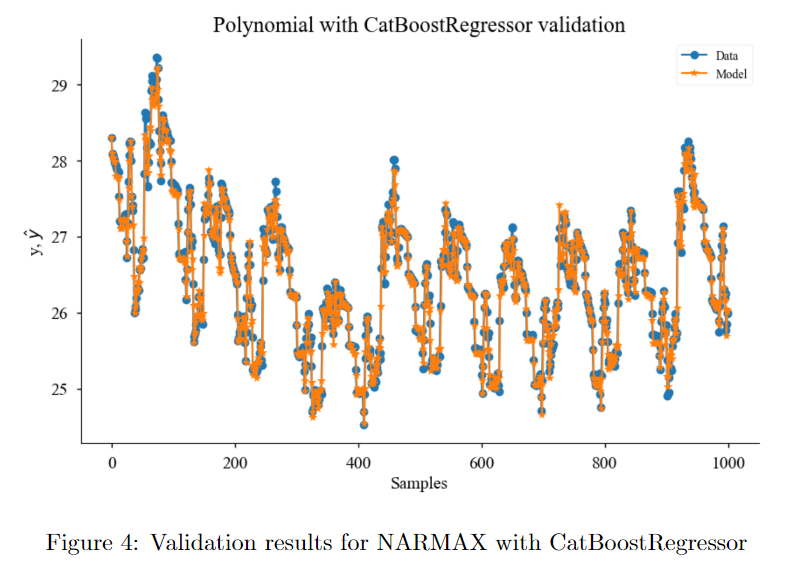 Polynomial with CatBoostRegressor validation
Data
Model
29
28
27
26
25
y, ŷ
0 200 400 600 800 1000
Samples
Figure 4: Validation results for NARMAX with CatBoostRegressor